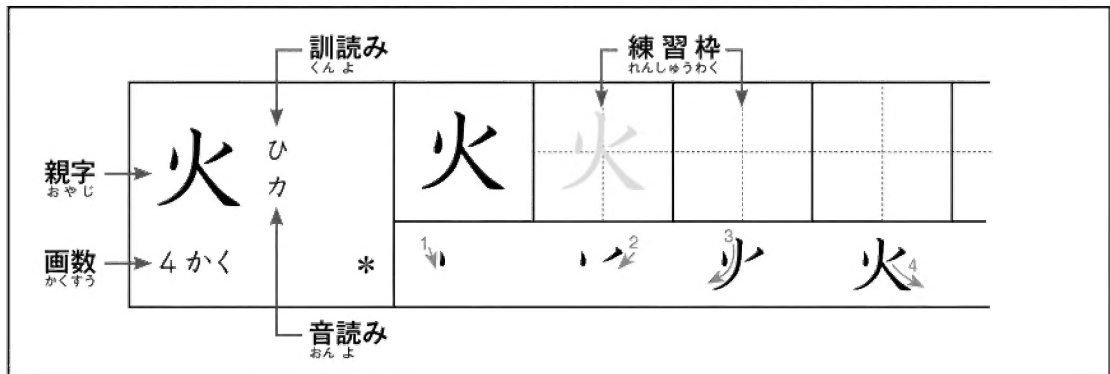 訓読み
くん よ
練習枠
れんしゅうわく
親字
おやじ
火
ひ
カ
火
火
画数
かくすう
4かく
*
1
2
3
4
音読み
おん よ